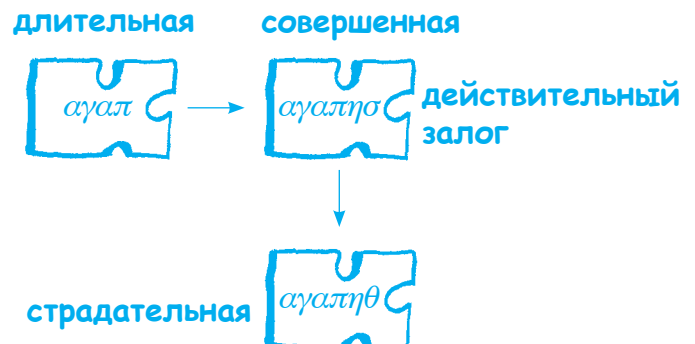 длительная совершенная
αγαπ αγαπησ действительный
залог
страдательная αγαπηθ